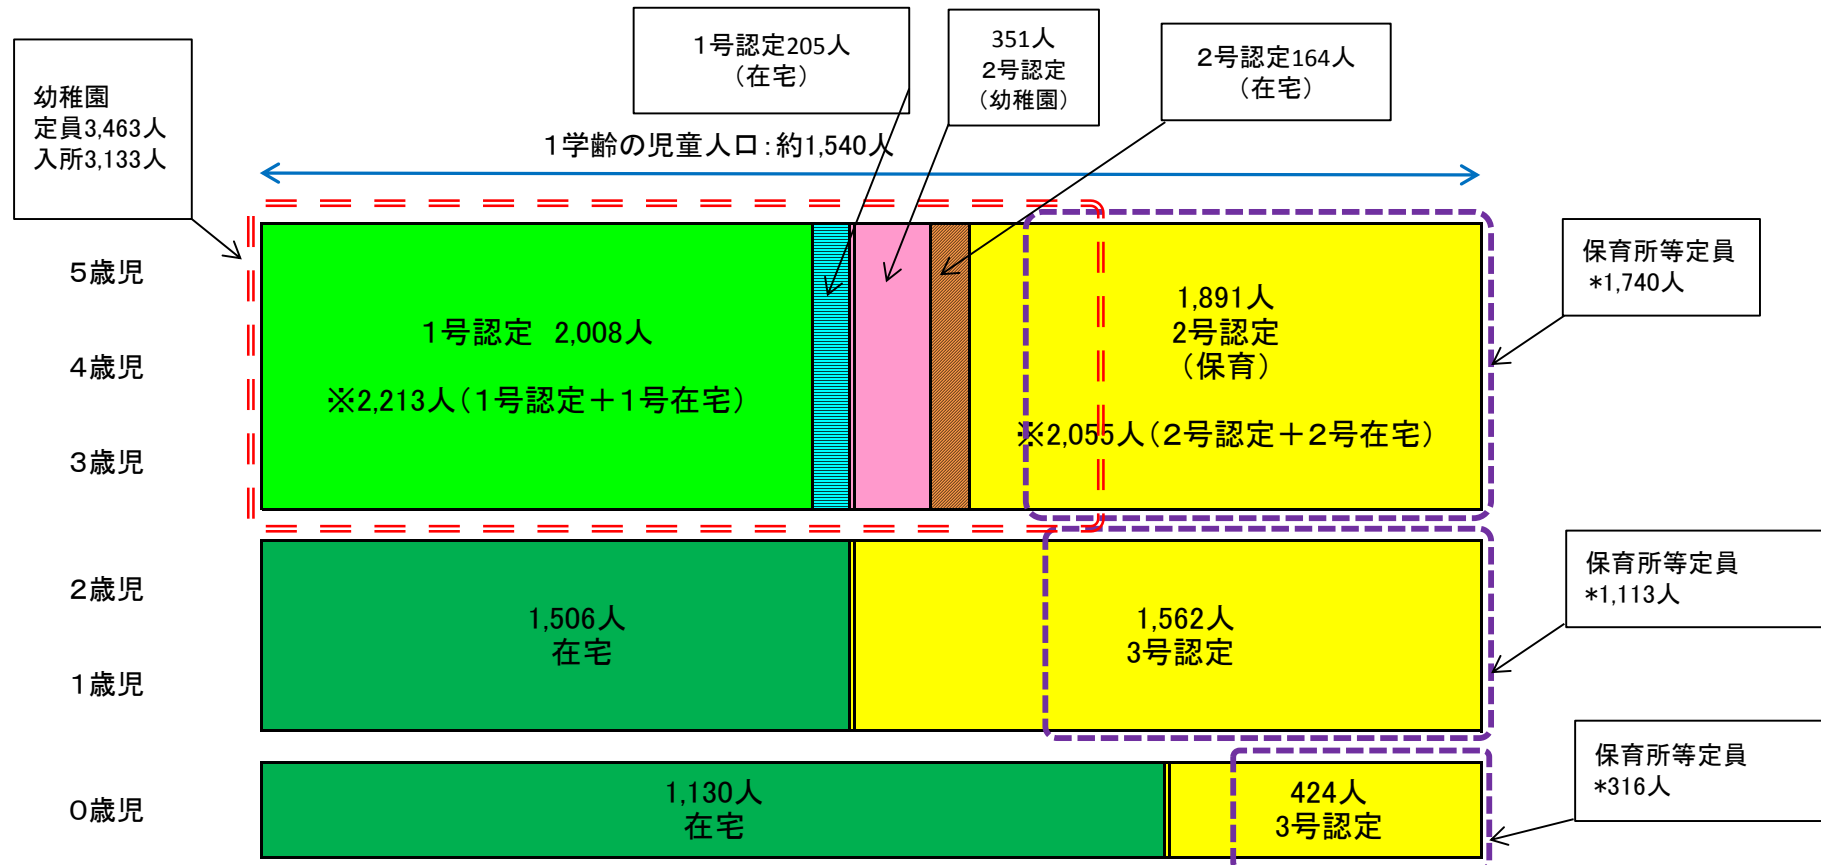 幼稚園
定員3,463人
入所3,133人
１号認定205人
（在宅）
351人
２号認定
（幼稚園）
２号認定164人
（在宅）
１学齢の児童人口：約1,540人
５歳児
４歳児
３歳児
１号認定　2,008人
※2,213人（１号認定＋１号在宅）
1,891人
２号認定
（保育）
※2,055人（２号認定＋２号在宅）
保育所等定員
*1,740人
２歳児
１歳児
1,506人
在宅
1,562人
３号認定
保育所等定員
*1,113人
０歳児
1,130人
在宅
424人
３号認定
保育所等定員
*316人